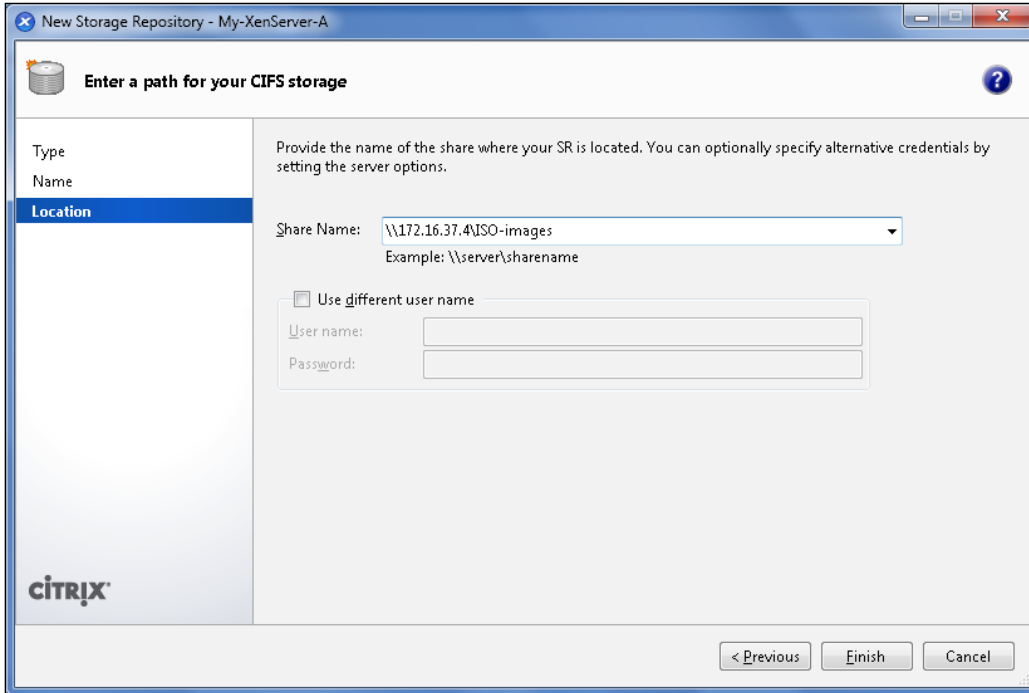 New Storage Repository - My-XenServer-A
Enter a path for your CIFS storage
?
Type
Name
Location
Provide the name of the share where your SR is located. You can optionally specify alternative credentials by
setting the server options.
Share Name: \\172.16.37.4\ISO-images
Example: \\server\sharename
Use different user name
User name:
Password:
CİTRIX
< Previous Finish Cancel